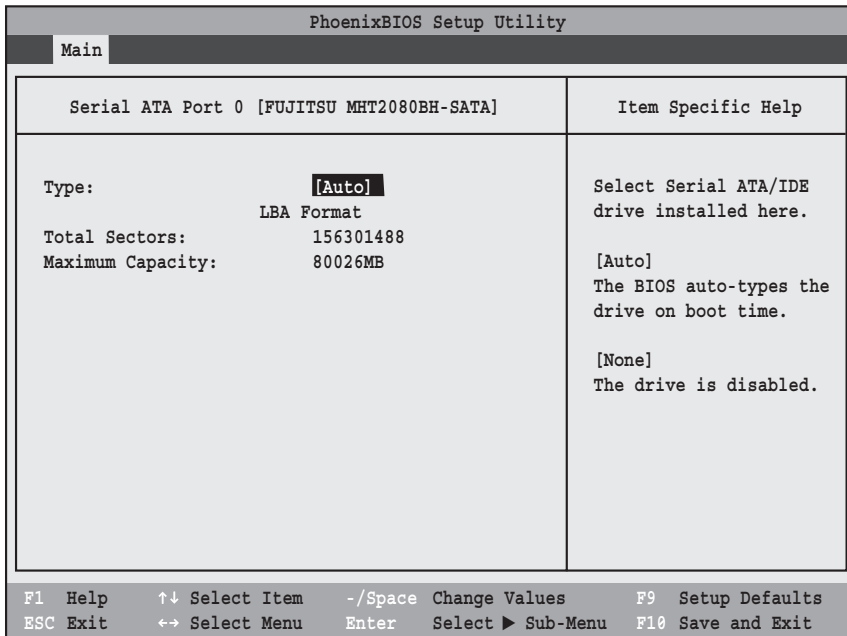 PhoenixBIOS Setup Utility
Main
Serial ATA Port 0 [FUJITSU MHT2080BH-SATA]
Type: [Auto]
LBA Format
Total Sectors: 156301488
Maximum Capacity: 80026MB
Item Specific Help
Select Serial ATA/IDE
drive installed here.
[Auto]
The BIOS auto-types the
drive on boot time.
[None]
The drive is disabled.
F1 Help ↑↓ Select Item -/Space Change Values F9 Setup Defaults
ESC Exit ←→ Select Menu Enter Select ▶ Sub-Menu F10 Save and Exit